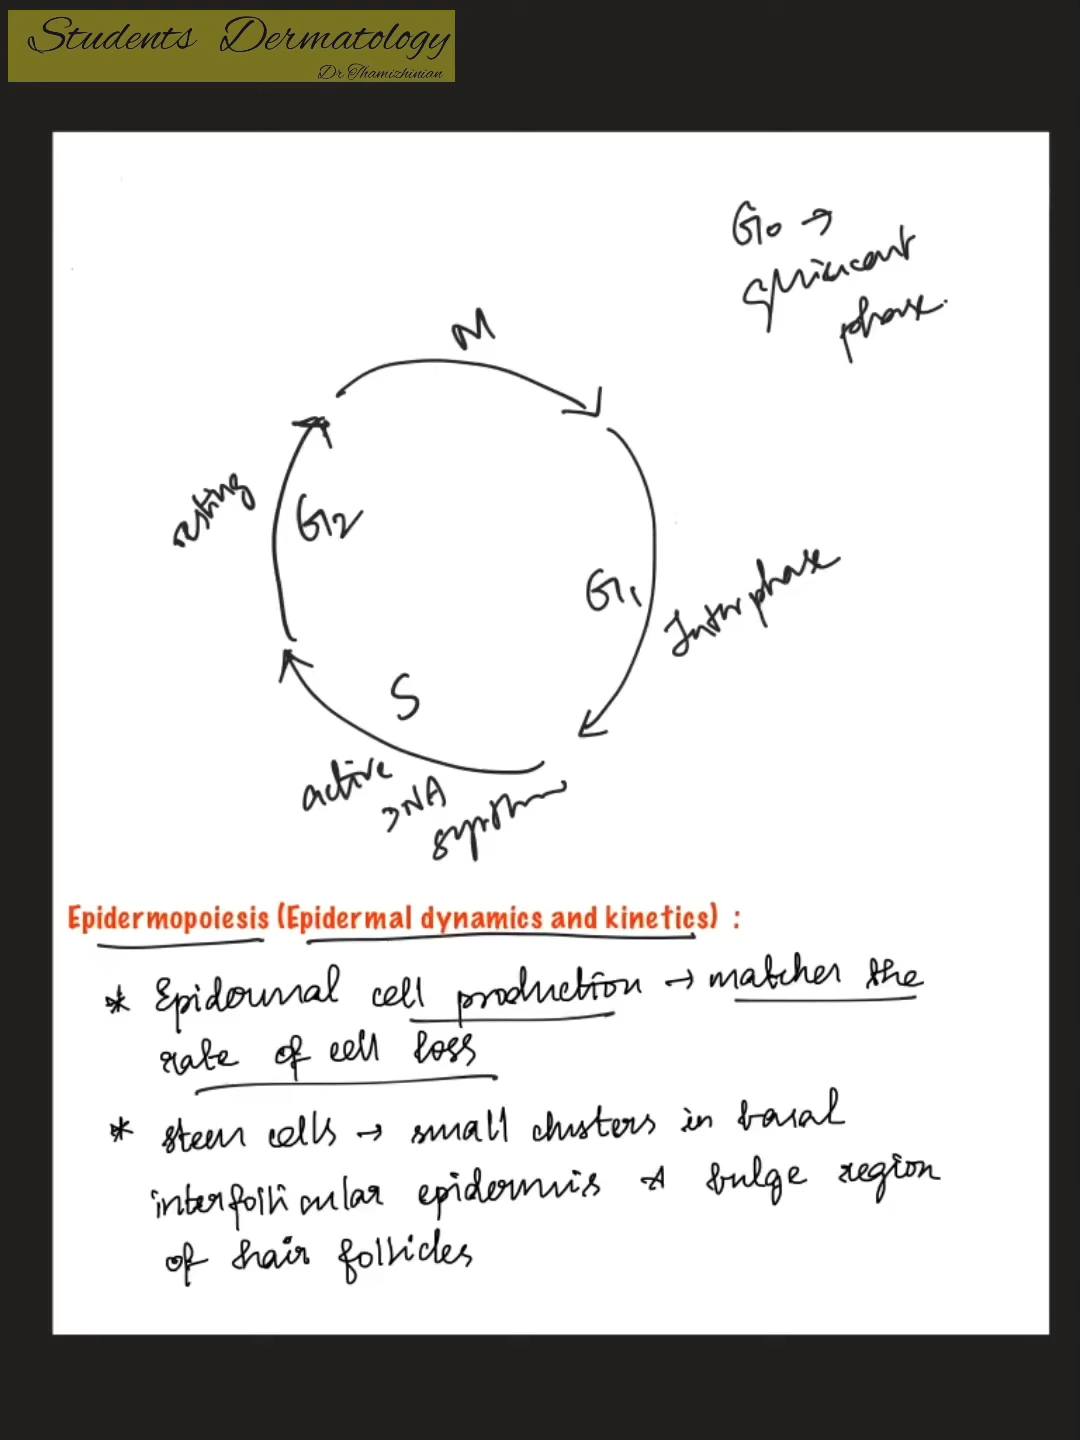 Students Dermatology
Dr Thamizhinian
G0 →
quiescent
phase.
M
resting
G2
G1
Interphase
S
active
DNA
Epidermopoiesis (Epidermal dynamics and kinetics) :
* Epidermal cell production → matches the
rate of cell loss
* stem cells → small clusters in basal
interfollicular epidermis & bulge region
of hair follicles